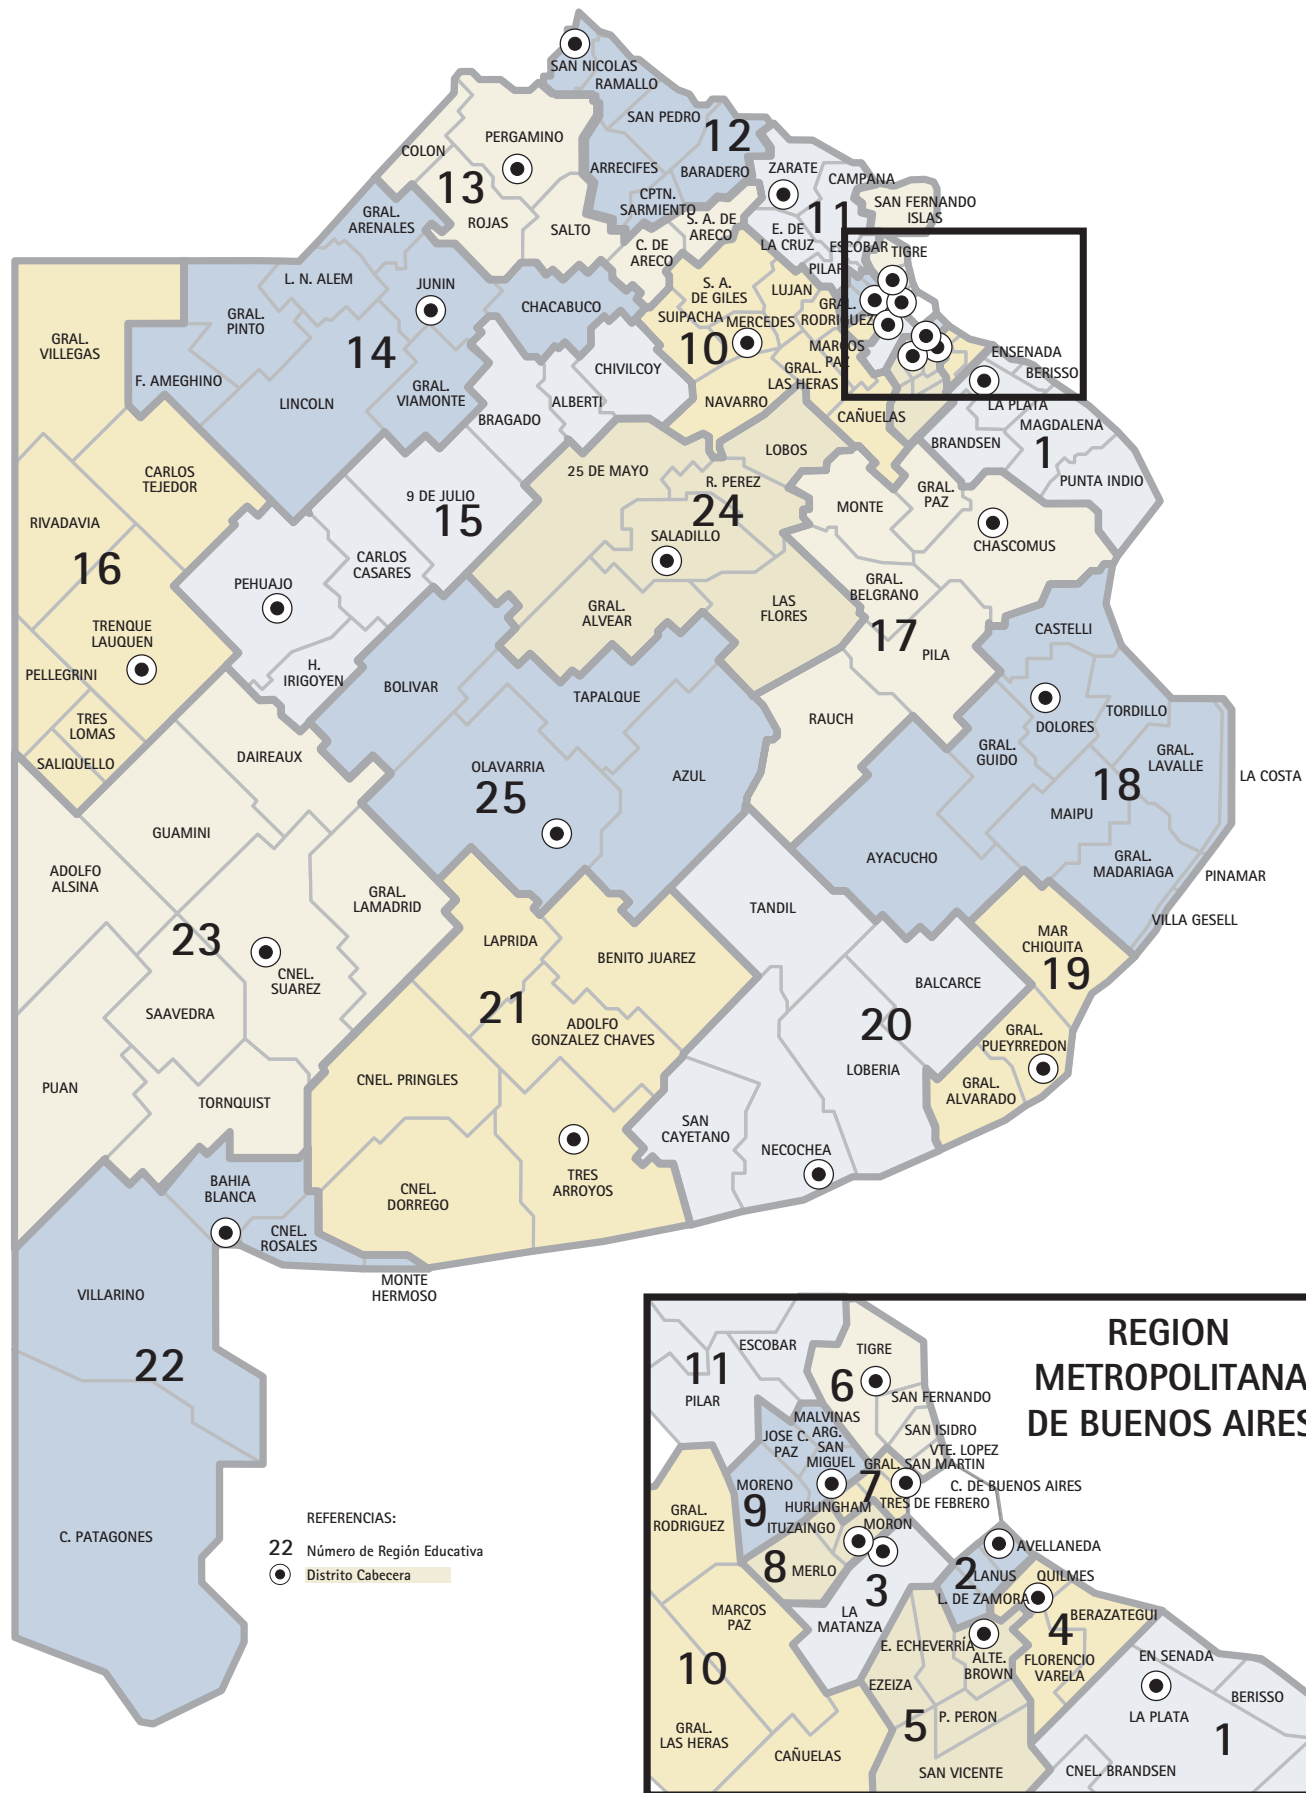 SAN NICOLAS
RAMALLO
SAN PEDRO
12
PERGAMINO
COLON
ARRECIFES
BARADERO
ZARATE
CAMPANA
13
CPTN.
SARMIENTO
SAN FERNANDO
ISLAS
GRAL.
ARENALES
ROJAS
SALTO
S. A. DE
ARECO
11
E. DE
LA CRUZ
C. DE
ARECO
ESCOBAR
TIGRE
L. N. ALEM
JUNIN
PILAR
S. A.
DE GILES
LUJAN
CHACABUCO
GRAL.
PINTO
GRAL.
RODRIGUEZ
SUIPACHA
MERCEDES
GRAL.
VILLEGAS
14
10
MARCOS
PAZ
ENSENADA
BERISSO
CHIVILCOY
GRAL.
LAS HERAS
F. AMEGHINO
GRAL.
VIAMONTE
LINCOLN
ALBERTI
NAVARRO
LA PLATA
BRAGADO
CAÑUELAS
MAGDALENA
BRANDSEN
1
LOBOS
25 DE MAYO
CARLOS
TEJEDOR
R. PEREZ
PUNTA INDIO
9 DE JULIO
15
GRAL.
PAZ
MONTE
24
RIVADAVIA
SALADILLO
CHASCOMUS
16
CARLOS
CASARES
PEHUAJO
GRAL.
BELGRANO
LAS
FLORES
GRAL.
ALVEAR
TRENQUE
LAUQUEN
17
CASTELLI
PILA
PELLEGRINI
H.
IRIGOYEN
BOLIVAR
TAPALQUE
TORDILLO
TRES
LOMAS
RAUCH
DOLORES
DAIREAUX
GRAL.
GUIDO
GRAL.
LAVALLE
SALIQUELLO
OLAVARRIA
AZUL
LA COSTA
25
18
MAIPU
GUAMINI
AYACUCHO
ADOLFO
ALSINA
GRAL.
MADARIAGA
PINAMAR
GRAL.
LAMADRID
TANDIL
VILLA GESELL
23
LAPRIDA
MAR
CHIQUITA
BENITO JUAREZ
19
CNEL.
SUAREZ
BALCARCE
SAAVEDRA
21
20
ADOLFO
GONZALEZ CHAVES
GRAL.
PUEYRREDON
PUAN
CNEL. PRINGLES
LOBERIA
GRAL.
ALVARADO
TORNQUIST
SAN
CAYETANO
NECOCHEA
TRES
ARROYOS
BAHIA
BLANCA
CNEL.
DORREGO
CNEL.
ROSALES
MONTE
HERMOSO
VILLARINO
22
C. PATAGONES
REFERENCIAS:
22 Número de Región Educativa
Distrito Cabecera
REGION
METROPOLITANA
DE BUENOS AIRES
ESCOBAR
TIGRE
11
PILAR
6
SAN FERNANDO
MALVINAS
ARG.
JOSE C.
PAZ
SAN ISIDRO
SAN
MIGUEL
VTE. LOPEZ
GRAL. SAN MARTIN
MORENO
7
C. DE BUENOS AIRES
9
HURLINGHAM
TRES DE FEBRERO
GRAL.
RODRIGUEZ
ITUZAINGO
MORON
AVELLANEDA
8
MERLO
3
2
LANUS
QUILMES
L. DE ZAMORA
MARCOS
PAZ
LA
MATANZA
BERAZATEGUI
4
E. ECHEVERRÍA
ALTE.
BROWN
FLORENCIO
VARELA
EN SENADA
10
EZEIZA
BERISSO
5
P. PERON
LA PLATA
1
GRAL.
LAS HERAS
CAÑUELAS
SAN VICENTE
CNEL. BRANDSEN